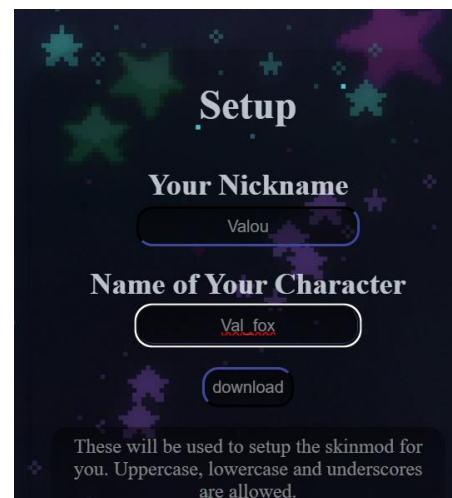 Setup
Your Nickname
Valou
Name of Your Character
Val_fox
download
These will be used to setup the skinmod for
you. Uppercase, lowercase and underscores
are allowed.